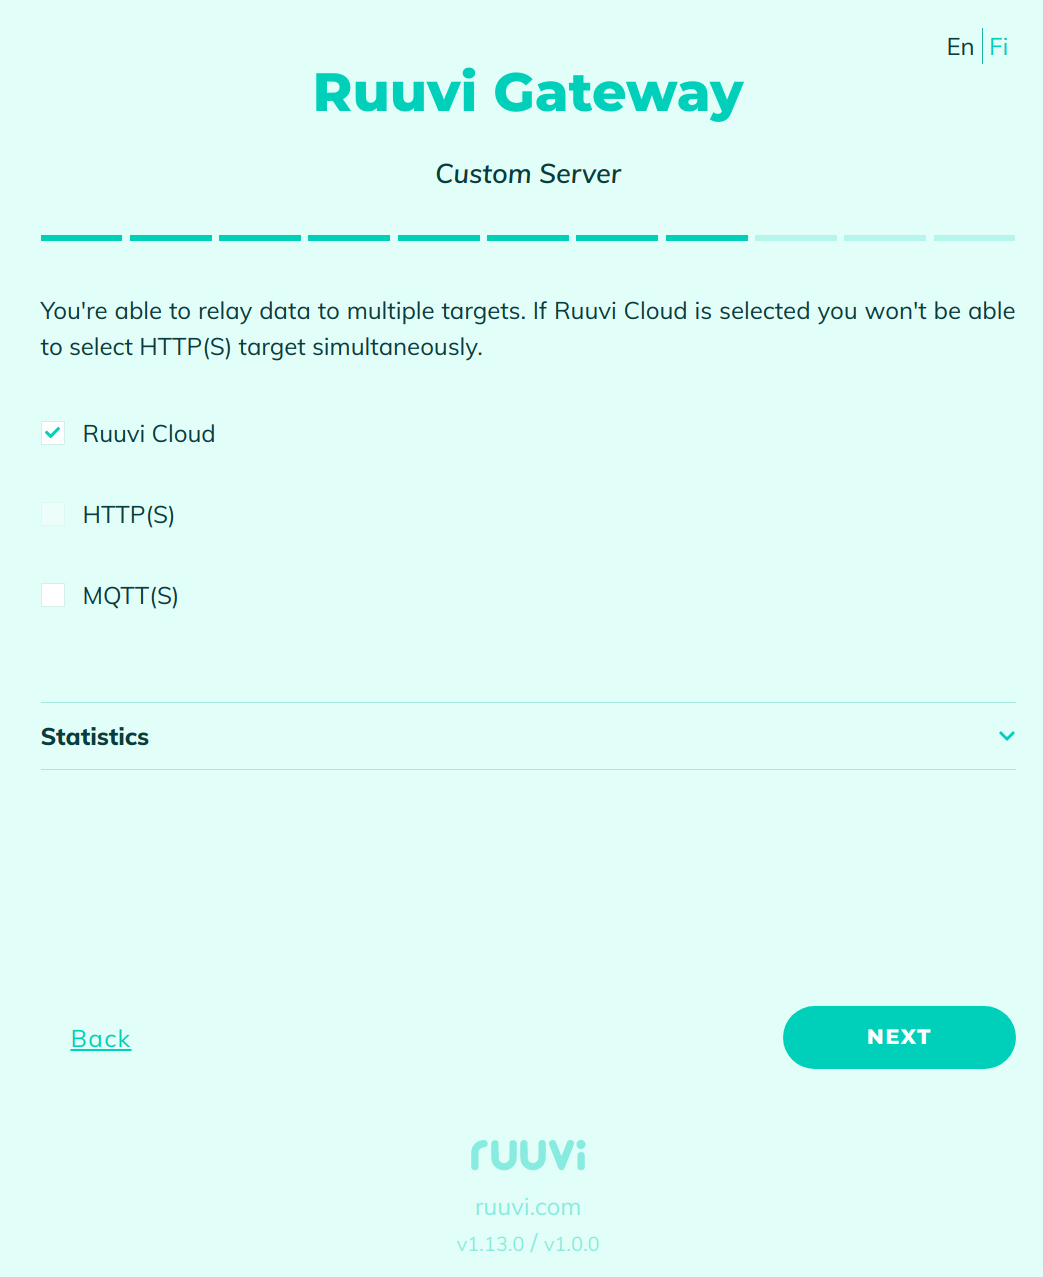 En Fi
Ruuvi Gateway
Custom Server
You're able to relay data to multiple targets. If Ruuvi Cloud is selected you won't be able
to select HTTP(S) target simultaneously.
Ruuvi Cloud
HTTP(S)
MQTT(S)
Statistics
Back
NEXT
ruuvi
ruuvi.com
v1.13.0 / v1.0.0